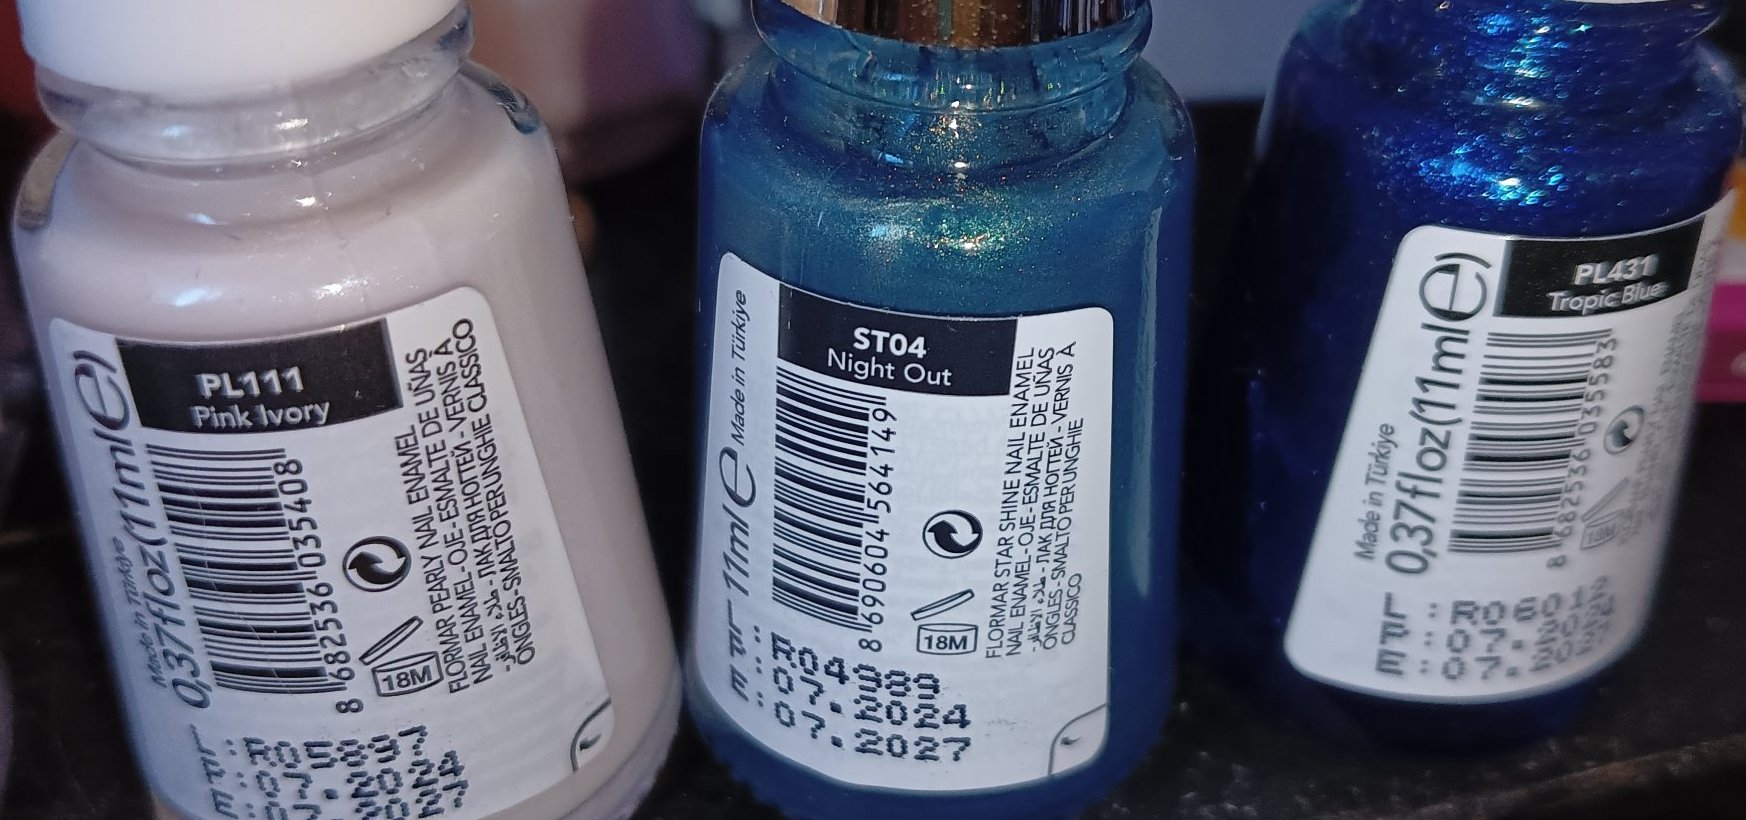 PL111
Pink Ivory
Made in Türkiye
0,37floz(11ml e)
8 682536 035408
18M
FLORMAR PEARLY NAIL ENAMEL
NAIL ENAMEL - OJE - ESMALTE DE UÑAS
- طلاء الأظافر - ЛАК ДЛЯ НОГТЕЙ - VERNIS À
ONGLES - SMALTO PER UNGHIE CLASSICO
ST04
Night Out
Made in Türkiye
11ml e
8 690604 564149
18M
FLORMAR STAR SHINE NAIL ENAMEL
NAIL ENAMEL - OJE - ESMALTE DE UÑAS
- طلاء الأظافر - ЛАК ДЛЯ НОГТЕЙ - VERNIS À
ONGLES - SMALTO PER UNGHIE
CLASSICO
07.2024
07.2027
PL431
Tropic Blue
Made in Türkiye
0,37floz(11ml e)
8 682536 035583